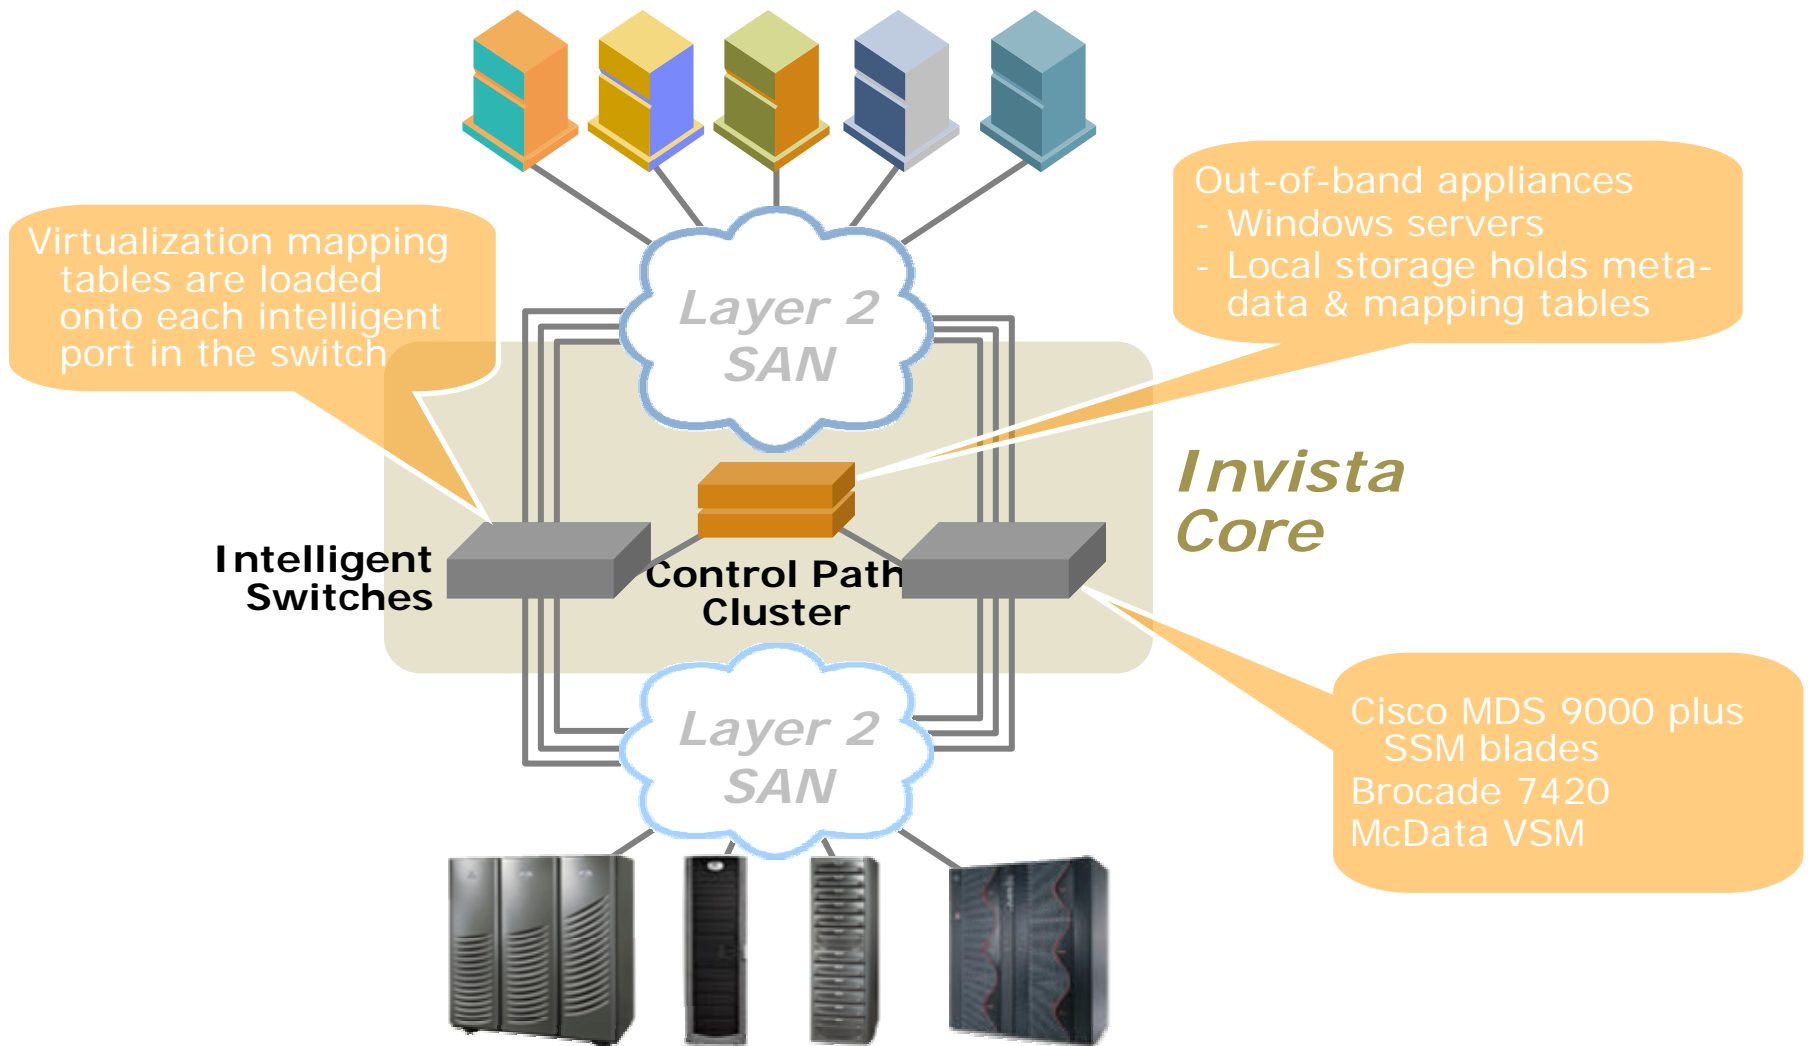 Out-of-band appliances
- Windows servers
- Local storage holds meta-
data & mapping tables
Virtualization mapping
tables are loaded
onto each intelligent
port in the switch
Layer 2
SAN
Invista
Core
Intelligent
Switches
Control Path
Cluster
Layer 2
SAN
Cisco MDS 9000 plus
SSM blades
Brocade 7420
McData VSM